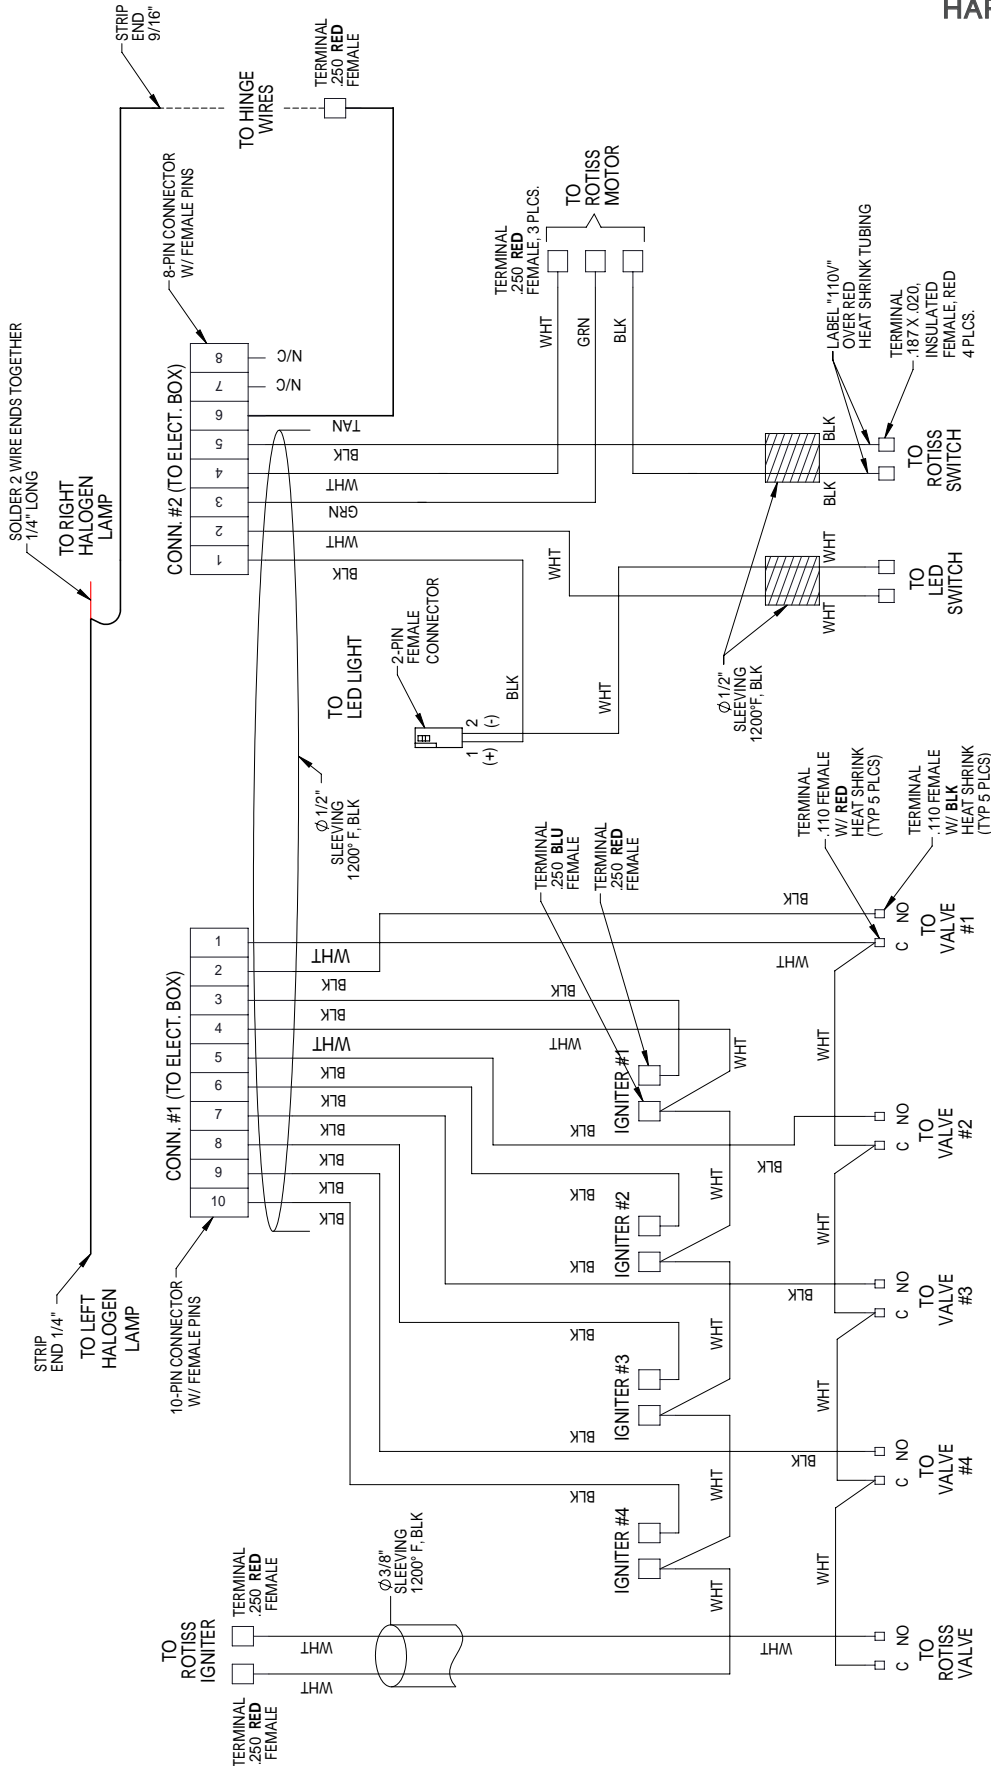 HAR
STRIP
END
9/16"
TERMINAL
.250 RED
FEMALE
TO HINGE
WIRES
8-PIN CONNECTOR
W/ FEMALE PINS
SOLDER 2 WIRE ENDS TOGETHER
1/4" LONG
TO RIGHT
HALOGEN
LAMP
CONN. #2 (TO ELECT. BOX)
8
7
6
5
4
3
2
1
N/C
N/C
TAN
BLK
WHT
GRN
WHT
BLK
TERMINAL
.250 RED
FEMALE, 3 PLCS.
TO
ROTISS
MOTOR
WHT
GRN
BLK
LABEL "110V"
OVER RED
HEAT SHRINK TUBING
TERMINAL
.187 X .020,
INSULATED
FEMALE, RED
4 PLCS.
BLK
BLK
TO
ROTISS
SWITCH
WHT
WHT
WHT
TO
LED
SWITCH
Ø 1/2"
SLEEVING
1200°F, BLK
TO
LED LIGHT
2-PIN
FEMALE
CONNECTOR
1 2
(+) (-)
BLK
WHT
Ø 1/2"
SLEEVING
1200° F, BLK
CONN. #1 (TO ELECT. BOX)
1
2
3
4
5
6
7
8
9
10
WHT
BLK
BLK
WHT
BLK
BLK
BLK
BLK
BLK
BLK
10-PIN CONNECTOR
W/ FEMALE PINS
STRIP
END 1/4"
TO LEFT
HALOGEN
LAMP
TERMINAL
.250 BLU
FEMALE
TERMINAL
.250 RED
FEMALE
TERMINAL
.110 FEMALE
W/ RED
HEAT SHRINK
(TYP 5 PLCS)
TERMINAL
.110 FEMALE
W/ BLK
HEAT SHRINK
(TYP 5 PLCS)
BLK
WHT
BLK
WHT
IGNITER #1
WHT
C NO
TO
VALVE
#1
WHT
BLK
BLK
C NO
TO
VALVE
#2
BLK
IGNITER #2
WHT
WHT
BLK
BLK
C NO
TO
VALVE
#3
BLK
IGNITER #3
WHT
WHT
BLK
BLK
C NO
TO
VALVE
#4
BLK
IGNITER #4
WHT
WHT
WHT
TO
ROTISS
IGNITER
TERMINAL
.250 RED
FEMALE
TERMINAL
.250 RED
FEMALE
WHT
WHT
Ø 3/8"
SLEEVING
1200° F, BLK
WHT
C NO
TO
ROTISS
VALVE